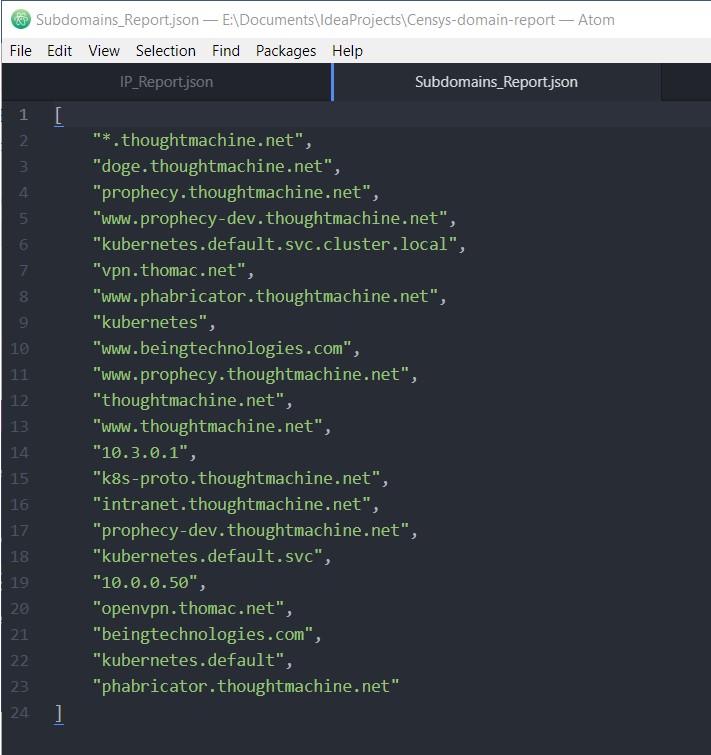 Subdomains_Report.json — E:\Documents\IdeaProjects\Censys-domain-report — Atom
File Edit View Selection Find Packages Help
IP_Report.json Subdomains_Report.json
1 [
2 "*.thoughtmachine.net",
3 "doge.thoughtmachine.net",
4 "prophecy.thoughtmachine.net",
5 "www.prophecy-dev.thoughtmachine.net",
6 "kubernetes.default.svc.cluster.local",
7 "vpn.thomac.net",
8 "www.phabricator.thoughtmachine.net",
9 "kubernetes",
10 "www.beingtechnologies.com",
11 "www.prophecy.thoughtmachine.net",
12 "thoughtmachine.net",
13 "www.thoughtmachine.net",
14 "10.3.0.1",
15 "k8s-proto.thoughtmachine.net",
16 "intranet.thoughtmachine.net",
17 "prophecy-dev.thoughtmachine.net",
18 "kubernetes.default.svc",
19 "10.0.0.50",
20 "openvpn.thomac.net",
21 "beingtechnologies.com",
22 "kubernetes.default",
23 "phabricator.thoughtmachine.net"
24 ]